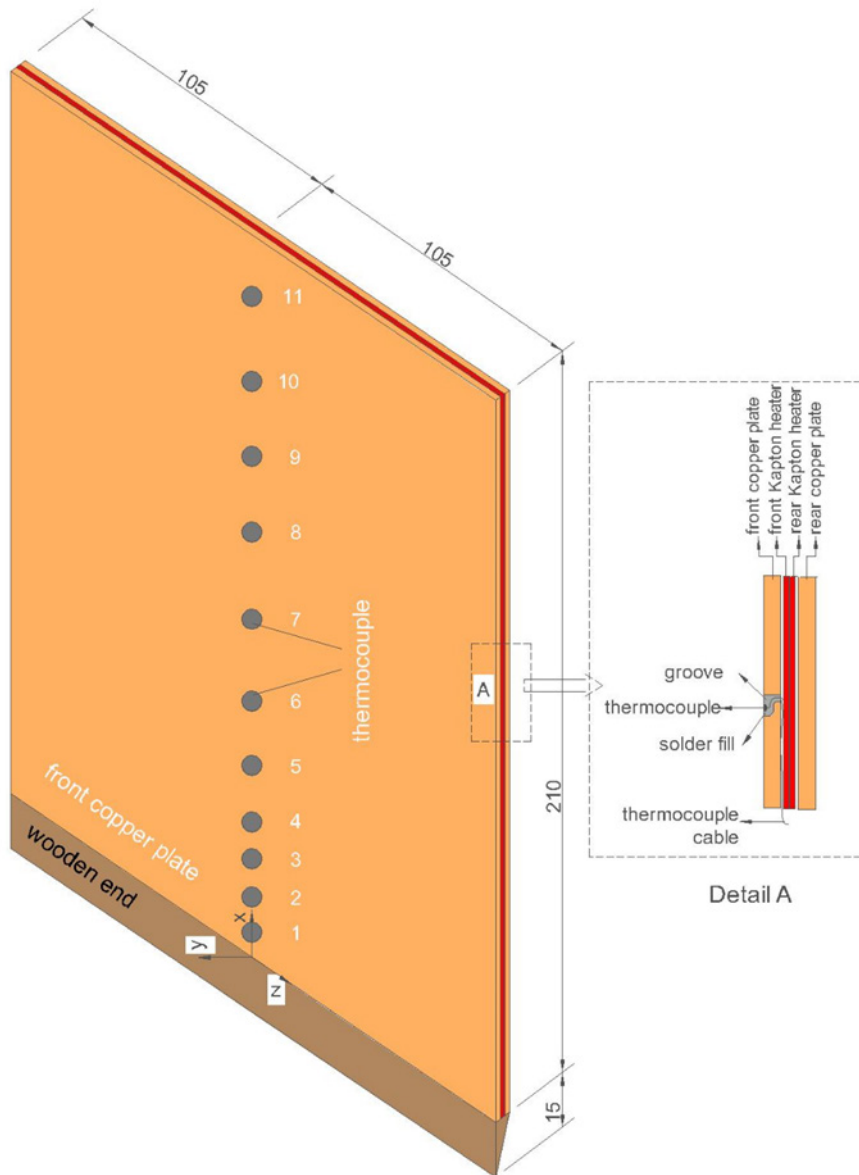 105
105
11
10
9
8
7
6
5
4
3
2
1
thermocouple
A
front copper plate
wooden end
x
y
z
210
15
front copper plate
front Kapton heater
rear Kapton heater
rear copper plate
groove
thermocouple
solder fill
thermocouple
cable
Detail A